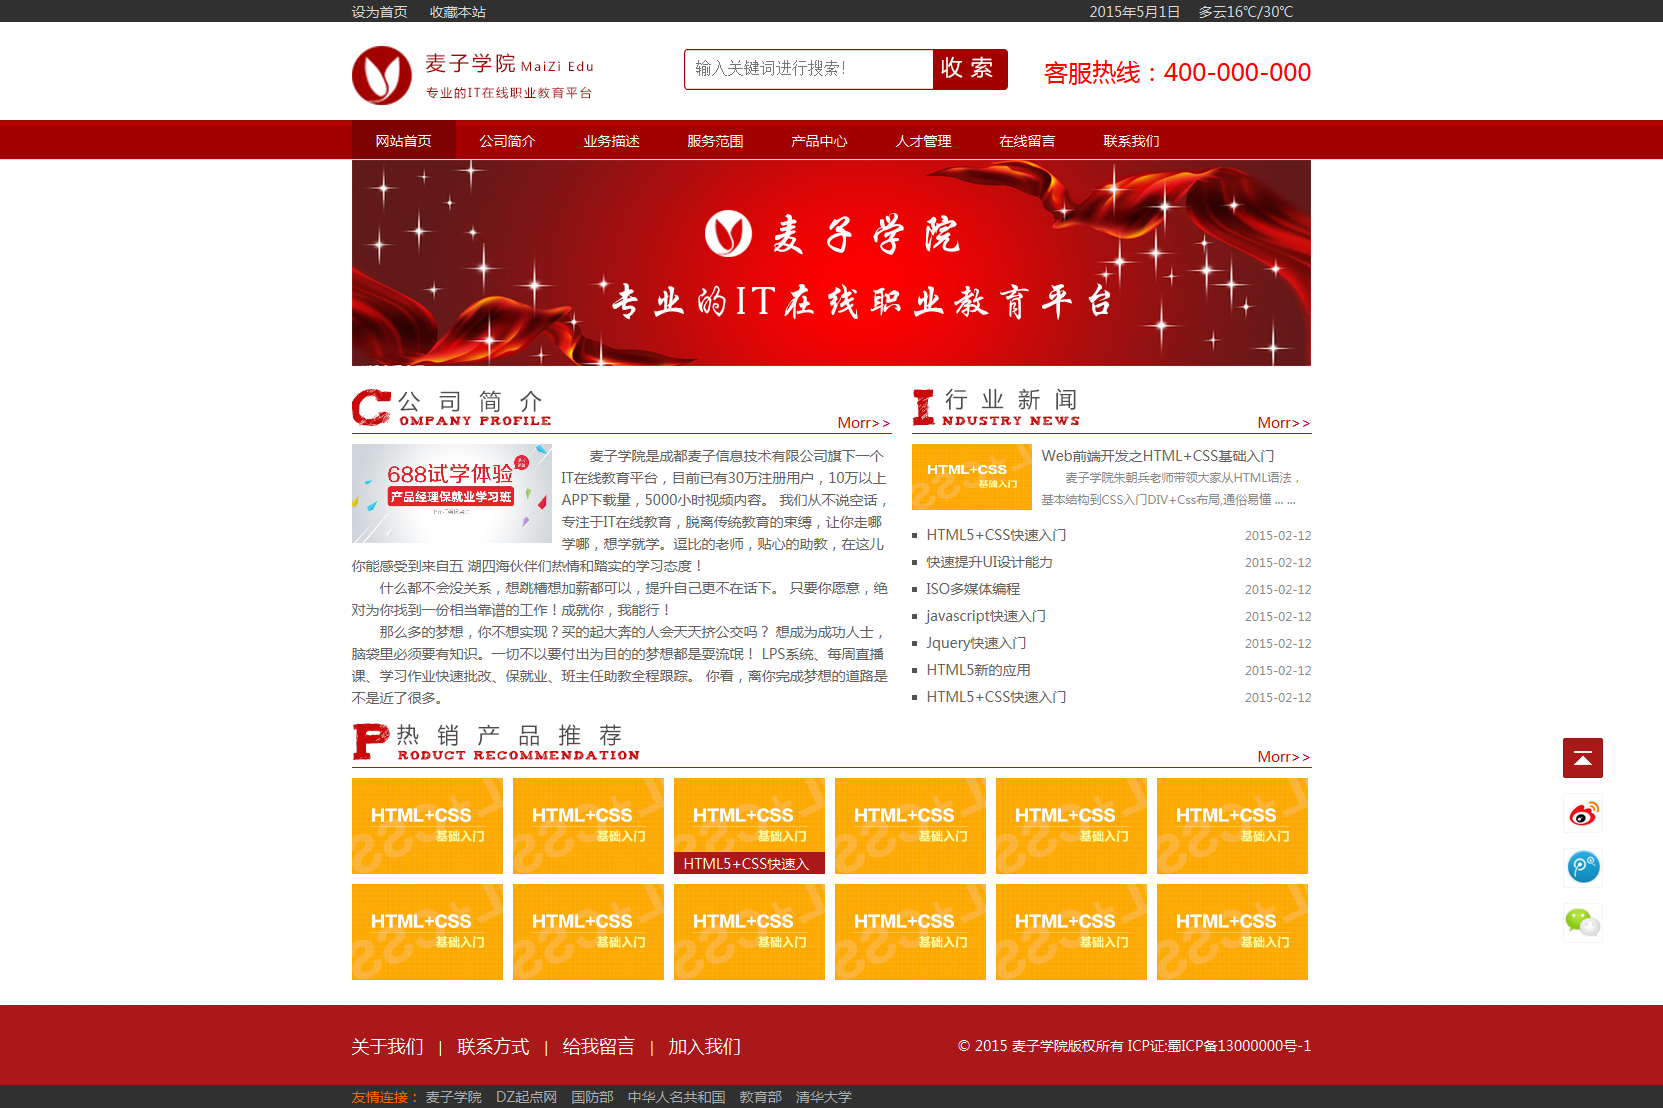 设为首页 收藏本站 2015年5月1日 多云16℃/30℃
麦子学院 MaiZi Edu
专业的IT在线职业教育平台
输入关键词进行搜索!
收索
客服热线：400-000-000
网站首页 公司简介 业务描述 服务范围 产品中心 人才管理 在线留言 联系我们
麦子学院
专业的IT在线职业教育平台
公司简介
COMPANY PROFILE
Morr>>
688试学体验
产品经理保就业学习班
麦子学院是成都麦子信息技术有限公司旗下一个
IT在线教育平台，目前已有30万注册用户，10万以上
APP下载量，5000小时视频内容。 我们从不说空话，
专注于IT在线教育，脱离传统教育的束缚，让你走哪
学哪，想学就学。逗比的老师，贴心的助教，在这儿
你能感受到来自五 湖四海伙伴们热情和踏实的学习态度！
什么都不会没关系，想跳槽想加薪都可以，提升自己更不在话下。 只要你愿意，绝
对为你找到一份相当靠谱的工作！成就你，我能行！
那么多的梦想，你不想实现？买的起大奔的人会天天挤公交吗？ 想成为成功人士，
脑袋里必须要有知识。一切不以要付出为目的的梦想都是耍流氓！ LPS系统、每周直播
课、学习作业快速批改、保就业、班主任助教全程跟踪。 你看，离你完成梦想的道路是
不是近了很多。
行业新闻
INDUSTRY NEWS
Morr>>
HTML+CSS
基础入门
Web前端开发之HTML+CSS基础入门
麦子学院朱朝兵老师带领大家从HTML语法，
基本结构到CSS入门DIV+Css布局,通俗易懂 ... ...
HTML5+CSS快速入门 2015-02-12
快速提升UI设计能力 2015-02-12
ISO多媒体编程 2015-02-12
javascript快速入门 2015-02-12
Jquery快速入门 2015-02-12
HTML5新的应用 2015-02-12
HTML5+CSS快速入门 2015-02-12
热销产品推荐
PRODUCT RECOMMENDATION
Morr>>
HTML+CSS HTML+CSS HTML+CSS HTML+CSS HTML+CSS HTML+CSS
基础入门 基础入门 基础入门 基础入门 基础入门 基础入门
HTML5+CSS快速入
HTML+CSS HTML+CSS HTML+CSS HTML+CSS HTML+CSS HTML+CSS
基础入门 基础入门 基础入门 基础入门 基础入门 基础入门
关于我们 | 联系方式 | 给我留言 | 加入我们
© 2015 麦子学院版权所有 ICP证:蜀ICP备13000000号-1
友情连接： 麦子学院 DZ起点网 国防部 中华人名共和国 教育部 清华大学